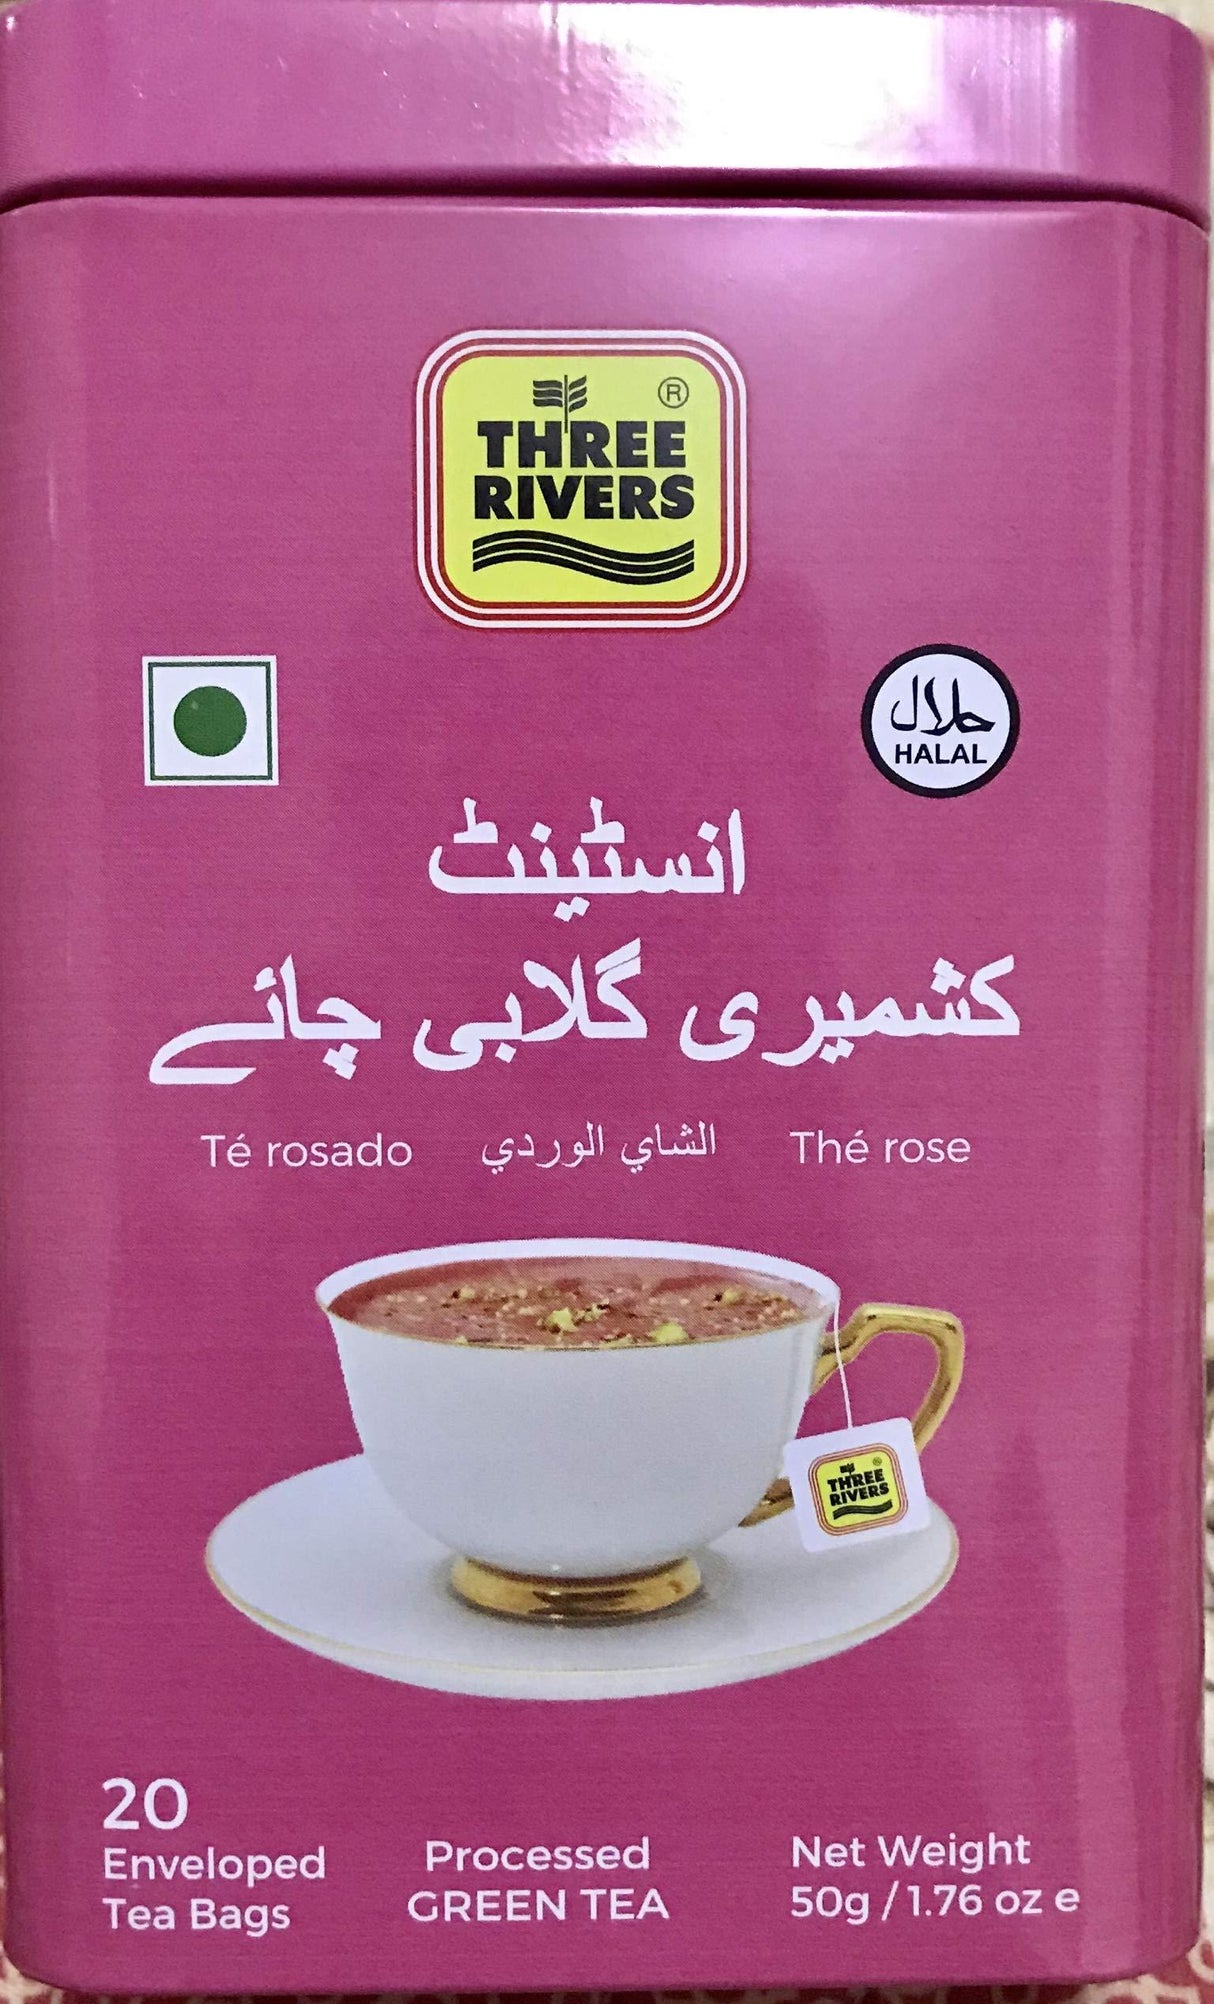 ®
THREE
RIVERS
حلال
HALAL
انسٹینٹ
کشمیری گلابی چائے
Té rosado الشاي الوردي Thé rose
®
THREE
RIVERS
20
Enveloped
Tea Bags
Processed
GREEN TEA
Net Weight
50g / 1.76 oz e